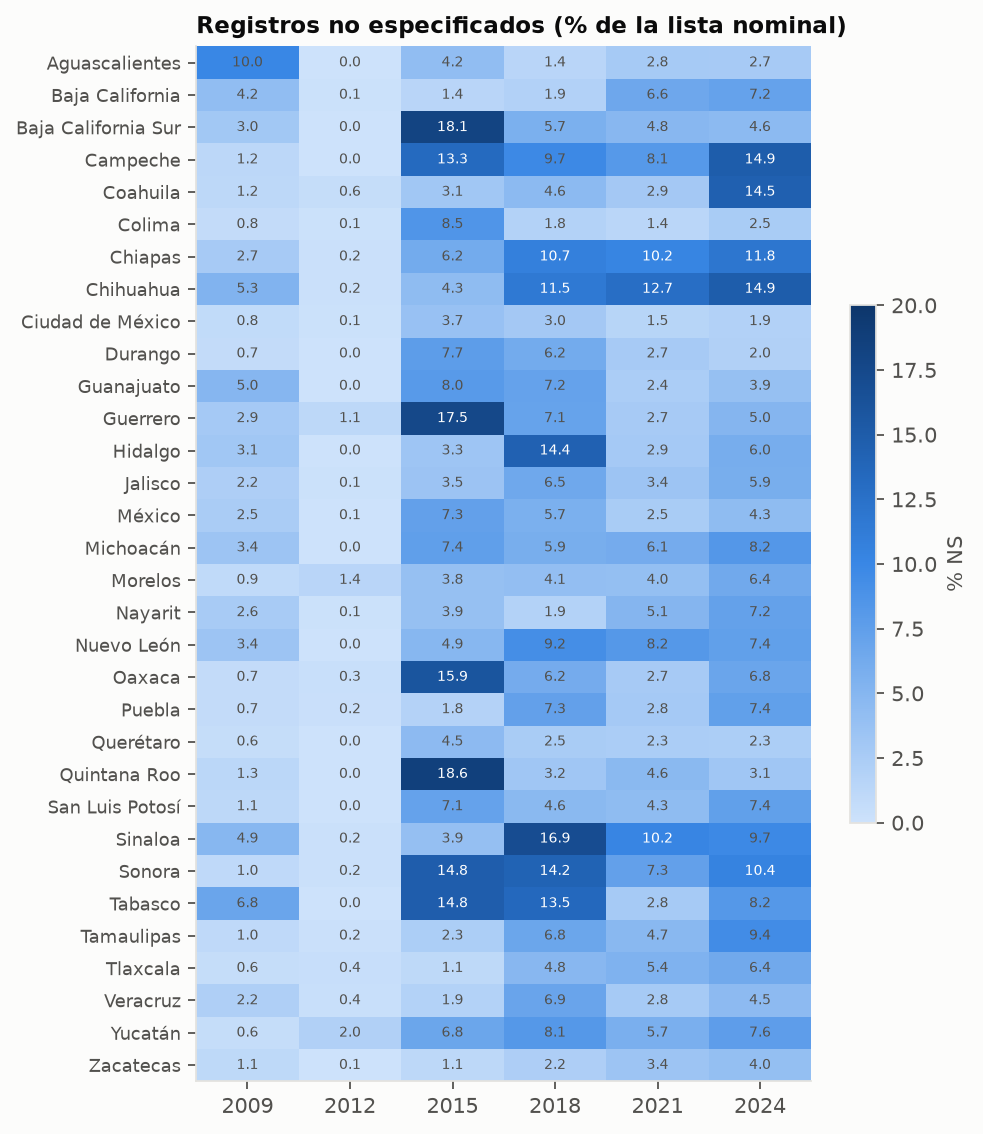 Registros no especificados (% de la lista nominal)
Aguascalientes 10.0 0.0 4.2 1.4 2.8 2.7
Baja California 4.2 0.1 1.4 1.9 6.6 7.2
Baja California Sur 3.0 0.0 18.1 5.7 4.8 4.6
Campeche 1.2 0.0 13.3 9.7 8.1 14.9
Coahuila 1.2 0.6 3.1 4.6 2.9 14.5
Colima 0.8 0.1 8.5 1.8 1.4 2.5
Chiapas 2.7 0.2 6.2 10.7 10.2 11.8
Chihuahua 5.3 0.2 4.3 11.5 12.7 14.9
Ciudad de México 0.8 0.1 3.7 3.0 1.5 1.9
Durango 0.7 0.0 7.7 6.2 2.7 2.0
Guanajuato 5.0 0.0 8.0 7.2 2.4 3.9
Guerrero 2.9 1.1 17.5 7.1 2.7 5.0
Hidalgo 3.1 0.0 3.3 14.4 2.9 6.0
Jalisco 2.2 0.1 3.5 6.5 3.4 5.9
México 2.5 0.1 7.3 5.7 2.5 4.3
Michoacán 3.4 0.0 7.4 5.9 6.1 8.2
Morelos 0.9 1.4 3.8 4.1 4.0 6.4
Nayarit 2.6 0.1 3.9 1.9 5.1 7.2
Nuevo León 3.4 0.0 4.9 9.2 8.2 7.4
Oaxaca 0.7 0.3 15.9 6.2 2.7 6.8
Puebla 0.7 0.2 1.8 7.3 2.8 7.4
Querétaro 0.6 0.0 4.5 2.5 2.3 2.3
Quintana Roo 1.3 0.0 18.6 3.2 4.6 3.1
San Luis Potosí 1.1 0.0 7.1 4.6 4.3 7.4
Sinaloa 4.9 0.2 3.9 16.9 10.2 9.7
Sonora 1.0 0.2 14.8 14.2 7.3 10.4
Tabasco 6.8 0.0 14.8 13.5 2.8 8.2
Tamaulipas 1.0 0.2 2.3 6.8 4.7 9.4
Tlaxcala 0.6 0.4 1.1 4.8 5.4 6.4
Veracruz 2.2 0.4 1.9 6.9 2.8 4.5
Yucatán 0.6 2.0 6.8 8.1 5.7 7.6
Zacatecas 1.1 0.1 1.1 2.2 3.4 4.0
2009 2012 2015 2018 2021 2024
20.0
17.5
15.0
12.5
10.0
7.5
5.0
2.5
0.0
% NS